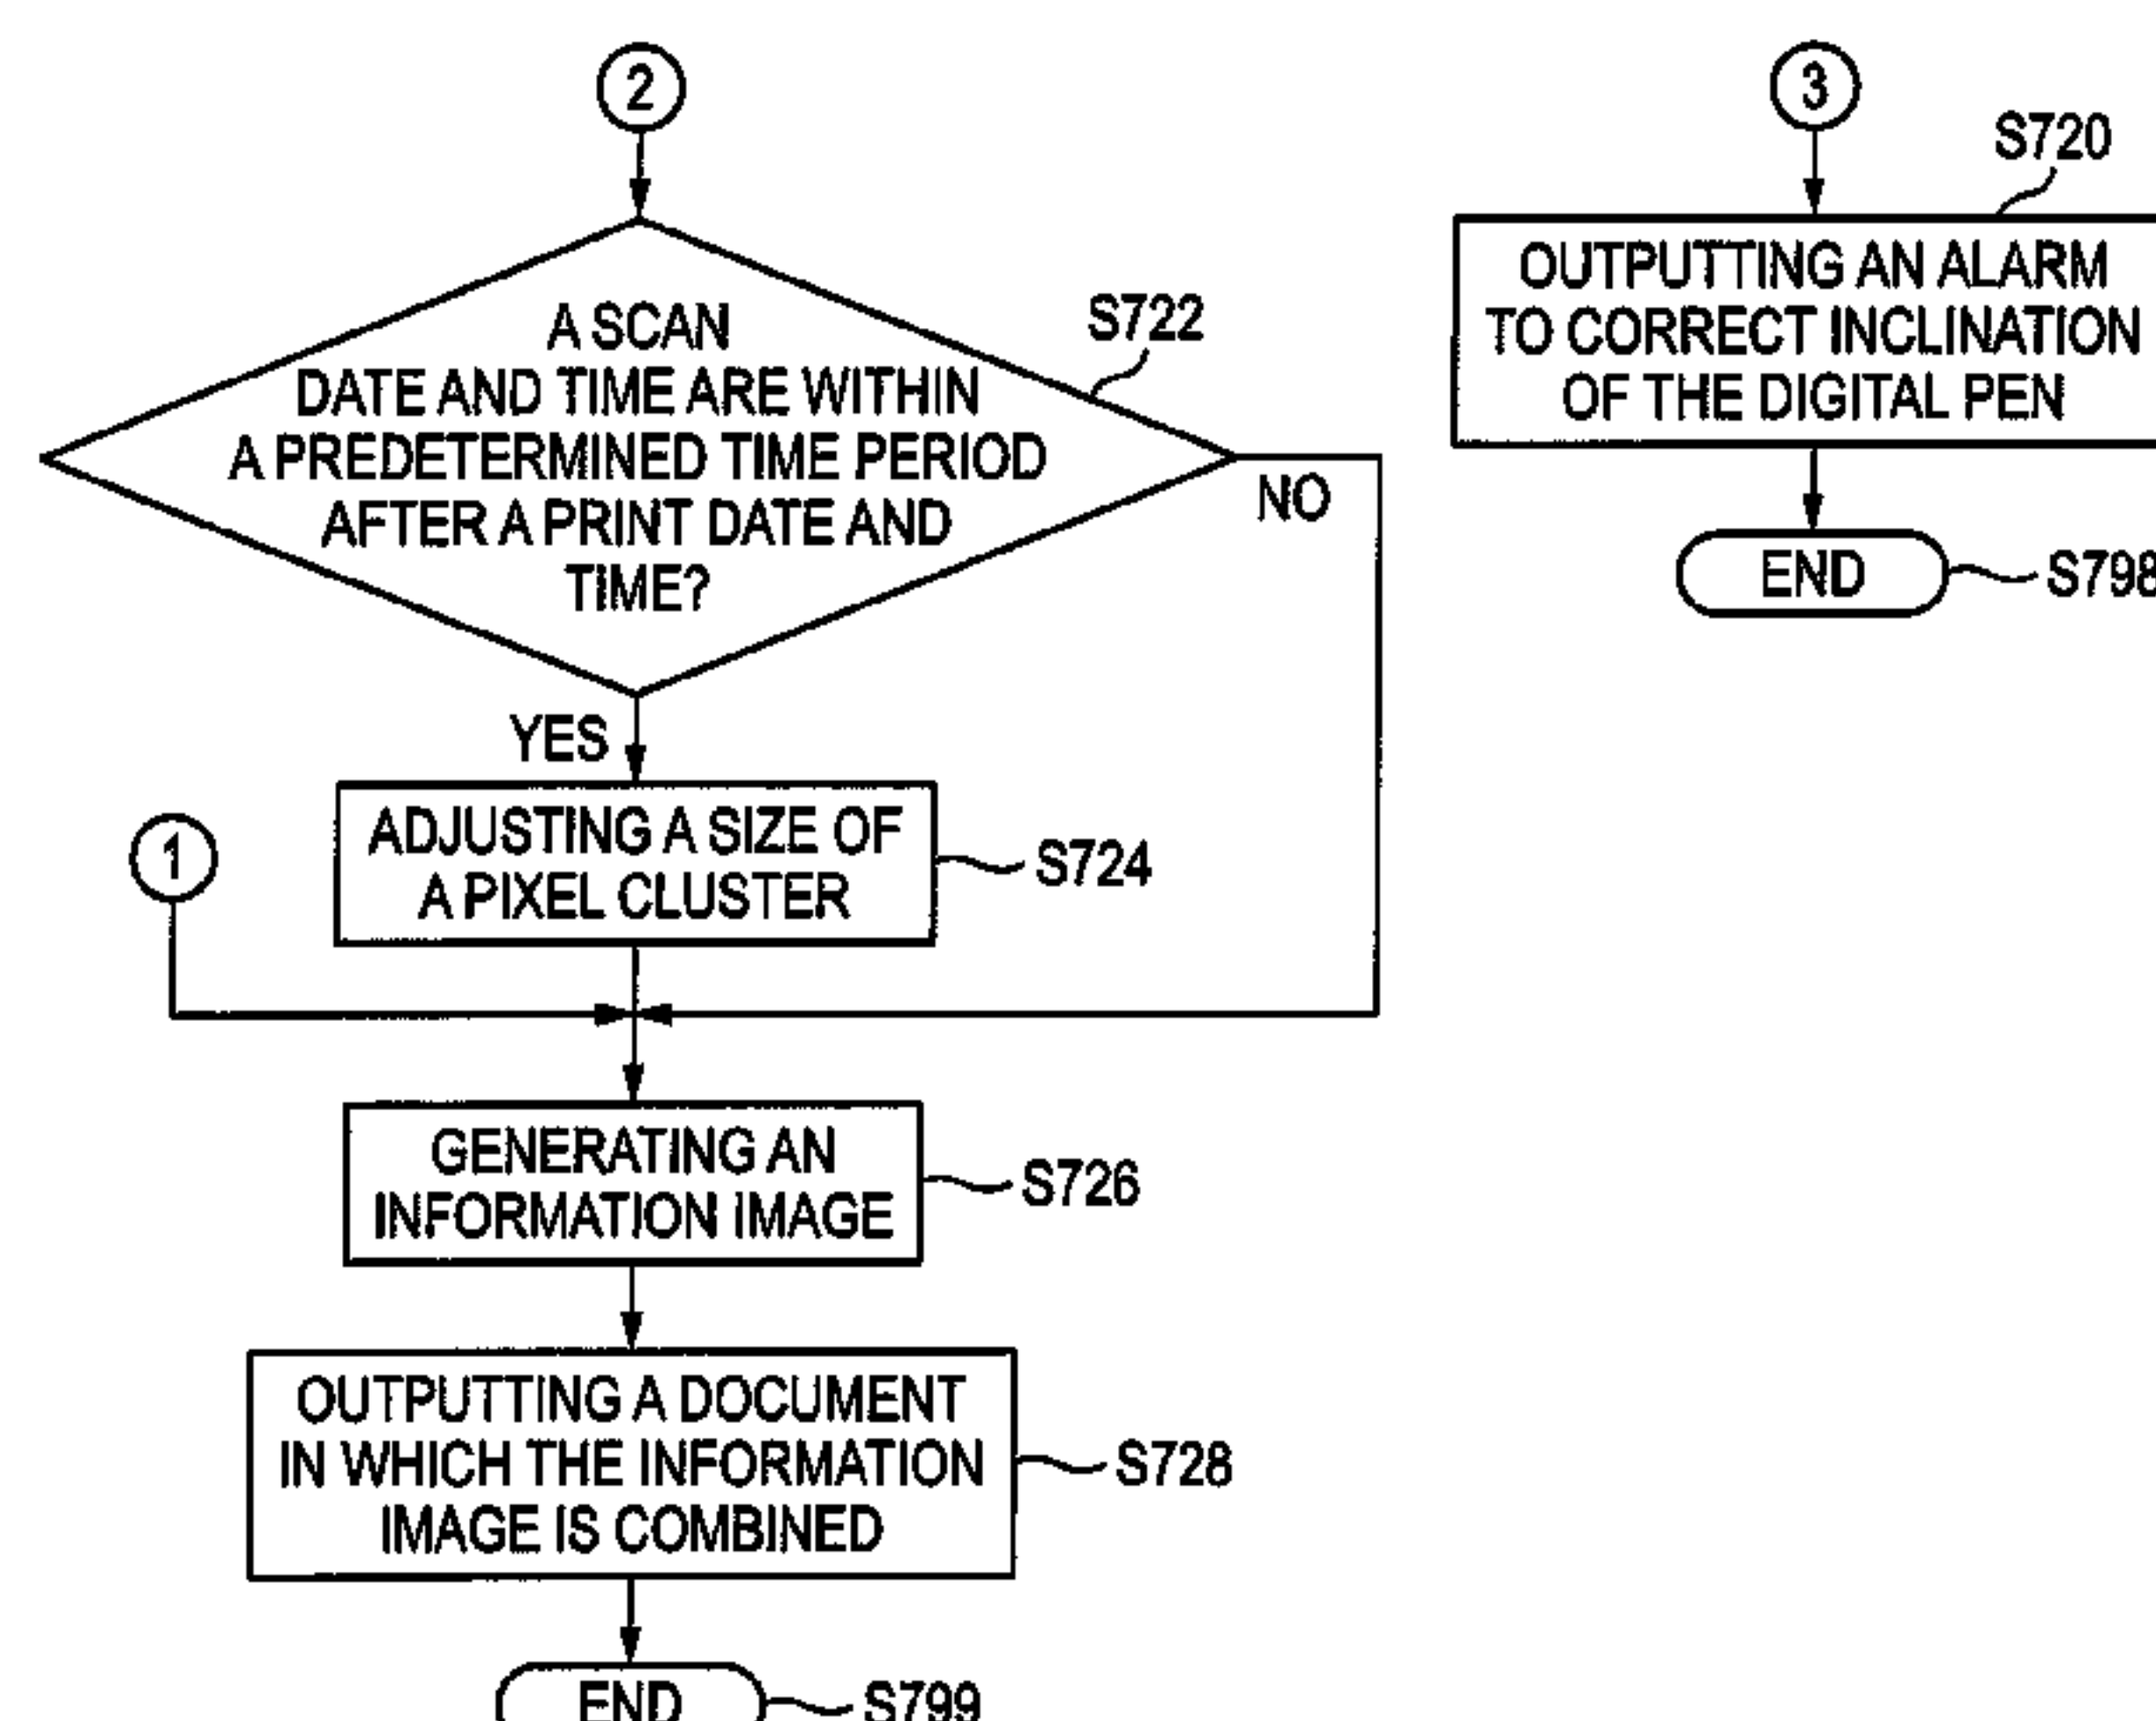 2
A SCAN
DATE AND TIME ARE WITHIN
A PREDETERMINED TIME PERIOD
AFTER A PRINT DATE AND
TIME?
S722
NO
YES
ADJUSTING A SIZE OF
A PIXEL CLUSTER
S724
1
GENERATING AN
INFORMATION IMAGE
S726
OUTPUTTING A DOCUMENT
IN WHICH THE INFORMATION
IMAGE IS COMBINED
S728
END
S799
3
S720
OUTPUTTING AN ALARM
TO CORRECT INCLINATION
OF THE DIGITAL PEN
END
S798